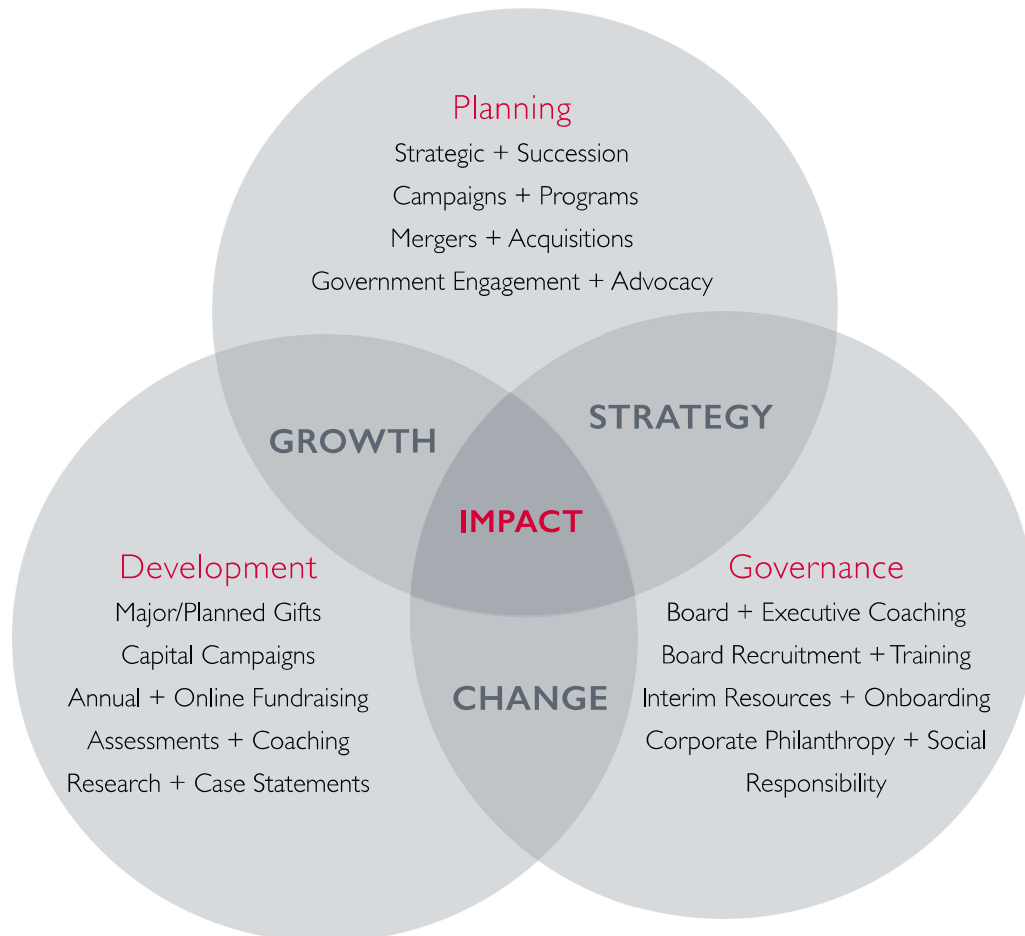 Planning
Strategic + Succession
Campaigns + Programs
Mergers + Acquisitions
Government Engagement + Advocacy
GROWTH
STRATEGY
IMPACT
Development
Major/Planned Gifts
Capital Campaigns
Annual + Online Fundraising
Assessments + Coaching
Research + Case Statements
CHANGE
Governance
Board + Executive Coaching
Board Recruitment + Training
Interim Resources + Onboarding
Corporate Philanthropy + Social
Responsibility